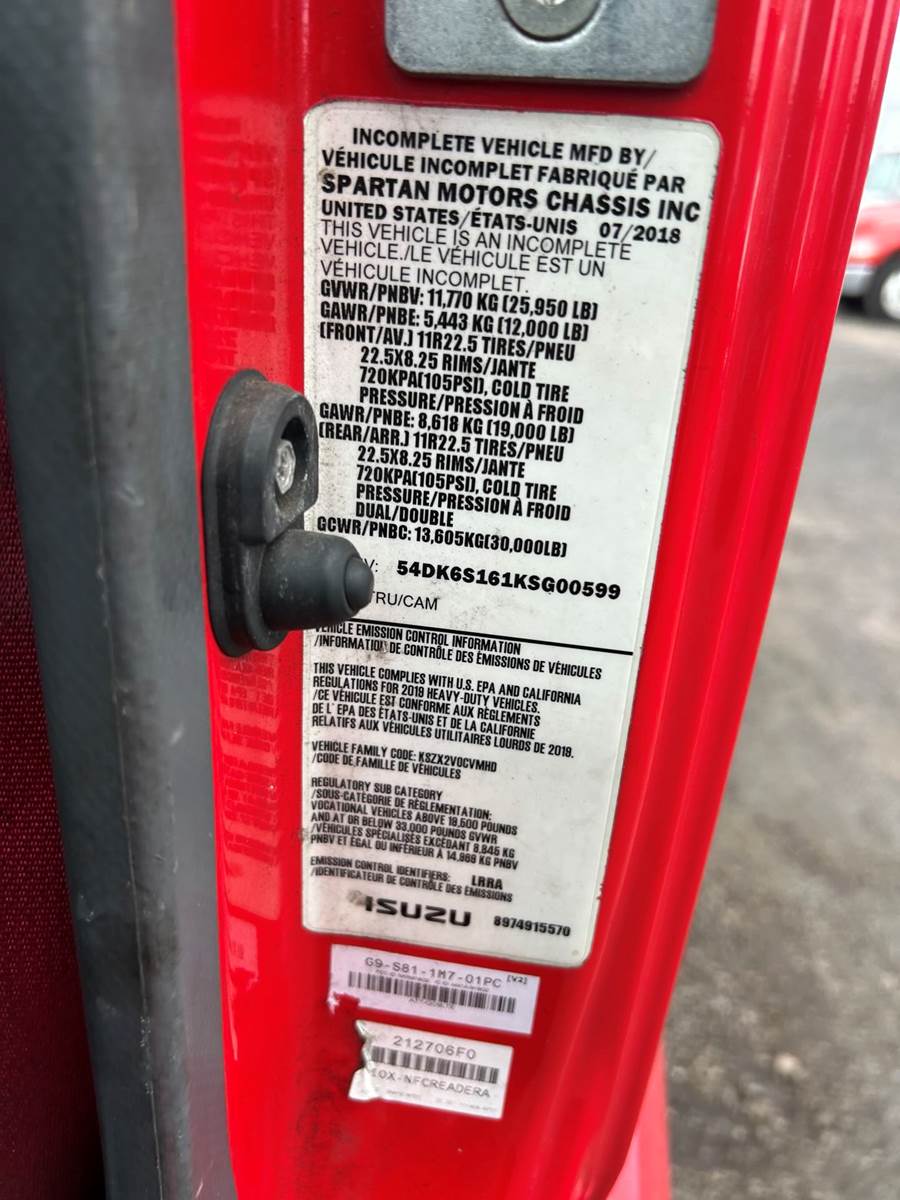 INCOMPLETE VEHICLE MFD BY/
VÉHICULE INCOMPLET FABRIQUÉ PAR
SPARTAN MOTORS CHASSIS INC
UNITED STATES/ÉTATS-UNIS 07/2018
THIS VEHICLE IS AN INCOMPLETE
VEHICLE./LE VÉHICULE EST UN
VÉHICULE INCOMPLET.
GVWR/PNBV: 11,770 KG (25,950 LB)
GAWR/PNBE: 5,443 KG (12,000 LB)
(FRONT/AV.) 11R22.5 TIRES/PNEU
22.5X8.25 RIMS/JANTE
720KPA(105PSI), COLD TIRE
PRESSURE/PRESSION À FROID
GAWR/PNBE: 8,618 KG (19,000 LB)
(REAR/ARR.) 11R22.5 TIRES/PNEU
22.5X8.25 RIMS/JANTE
720KPA(105PSI), COLD TIRE
PRESSURE/PRESSION À FROID
DUAL/DOUBLE
GCWR/PNBC: 13,605KG(30,000LB)
54DK6S161KSG00599
TRU/CAM
VEHICLE EMISSION CONTROL INFORMATION
/INFORMATION DE CONTRÔLE DES ÉMISSIONS DE VÉHICULES
THIS VEHICLE COMPLIES WITH U.S. EPA AND CALIFORNIA
REGULATIONS FOR 2019 HEAVY-DUTY VEHICLES.
/CE VÉHICULE EST CONFORME AUX RÈGLEMENTS
DE L' EPA DES ÉTATS-UNIS ET DE LA CALIFORNIE
RELATIFS AUX VÉHICULES UTILITAIRES LOURDS DE 2019.
VEHICLE FAMILY CODE: KSZX2VOCVMHD
/CODE DE FAMILLE DE VÉHICULES
REGULATORY SUB CATEGORY
/SOUS-CATÉGORIE DE RÈGLEMENTATION:
VOCATIONAL VEHICLES ABOVE 19,500 POUNDS
AND AT OR BELOW 33,000 POUNDS GVWR
/VÉHICULES SPÉCIALISÉS EXCÉDANT 8,845 KG
PNBV ET ÉGAL OU INFÉRIEUR À 14,969 KG PNBV
EMISSION CONTROL IDENTIFIERS: LRRA
/IDENTIFICATEUR DE CONTRÔLE DES ÉMISSIONS
ISUZU 8974915570
G9-S81-1M7-01PC [V2]
212706F0
10X-NFCREADERA